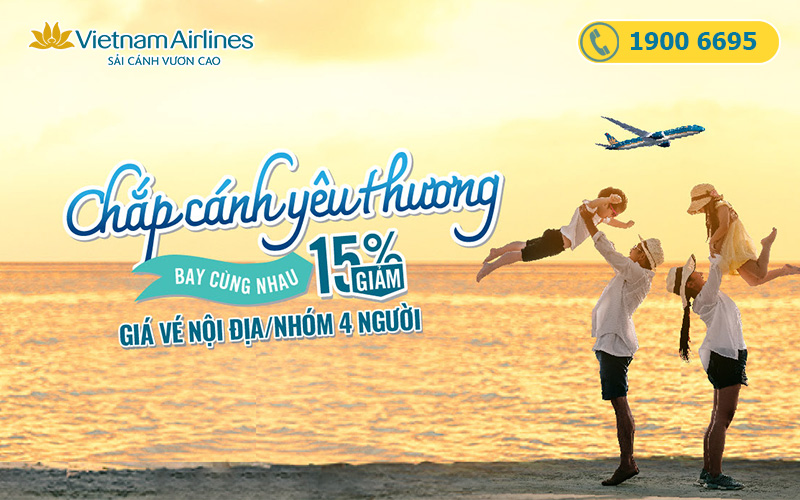 Vietnam Airlines
SẢI CÁNH VƯƠN CAO
1900 6695
Chắp cánh yêu thương
BAY CÙNG NHAU
15% GIẢM
GIÁ VÉ NỘI ĐỊA/NHÓM 4 NGƯỜI